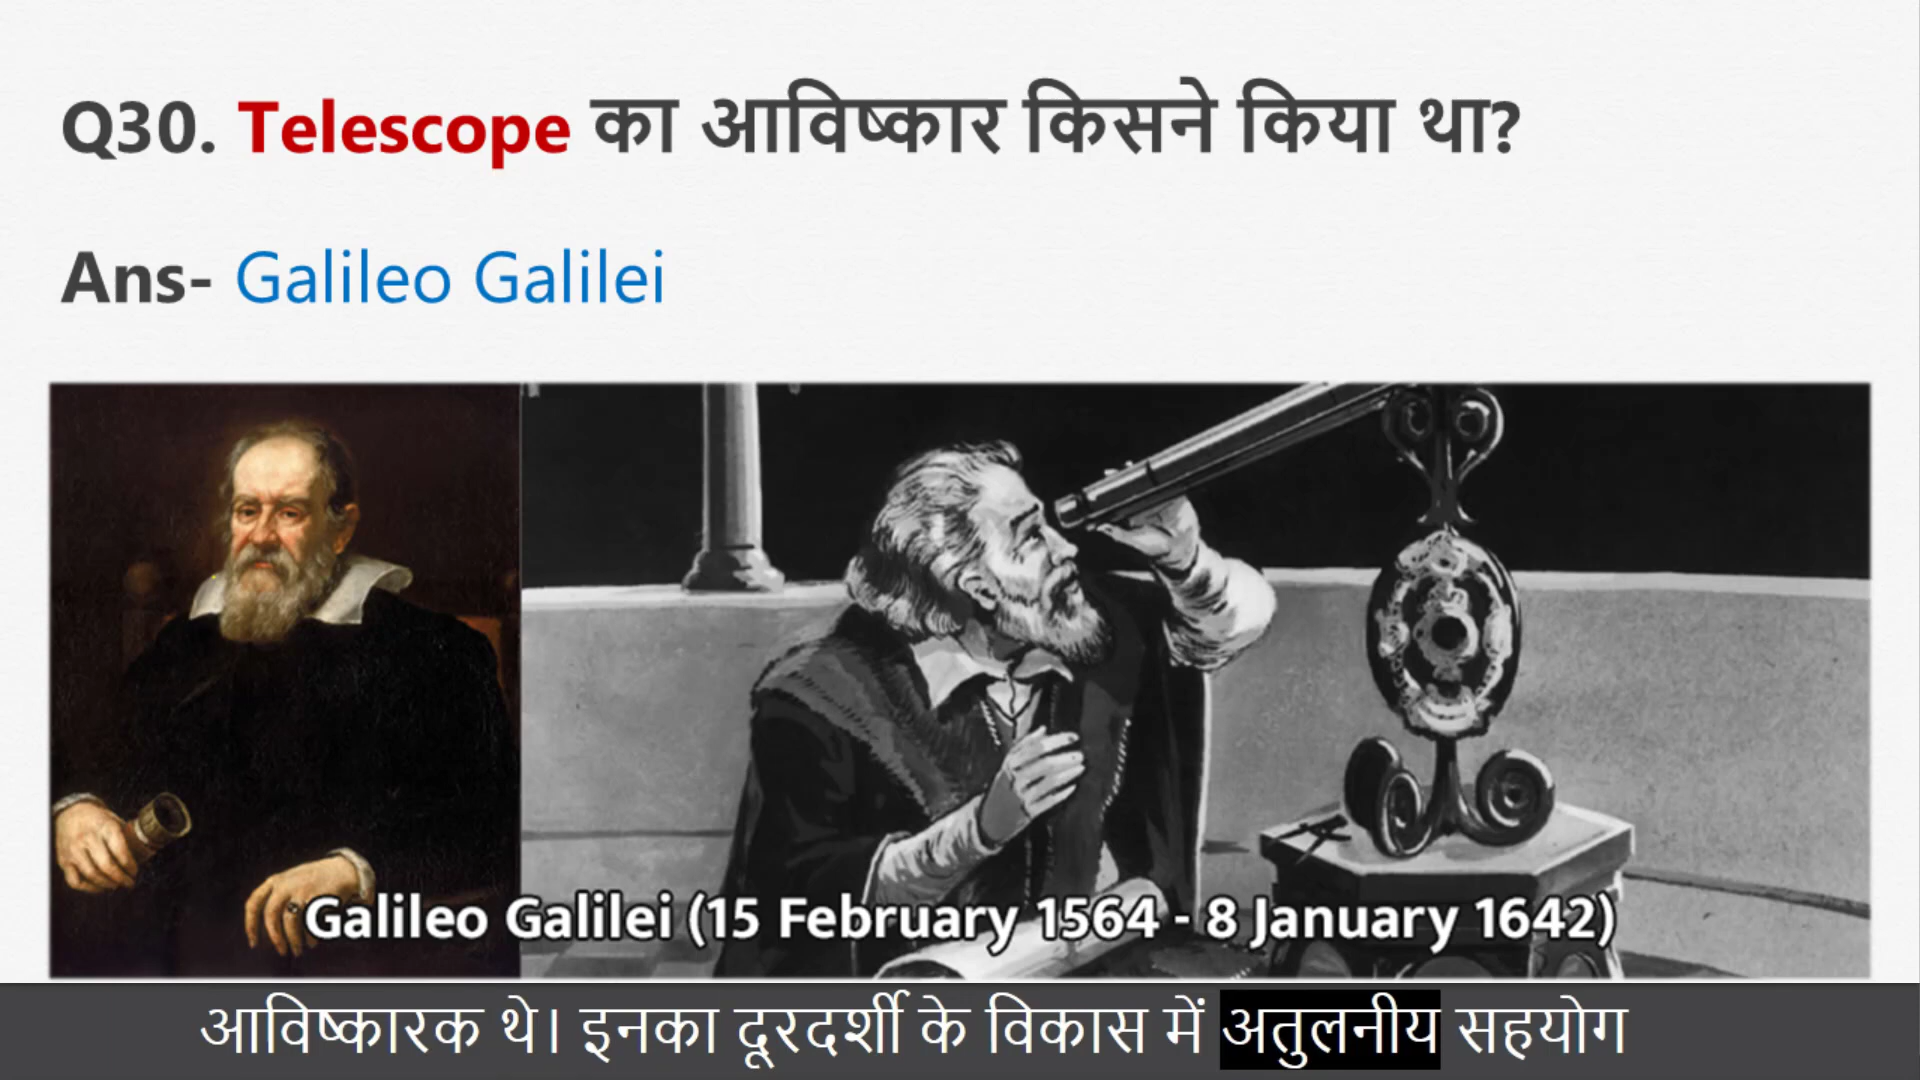 Q30. Telescope का आविष्कार किसने किया था?
Ans- Galileo Galilei
Galileo Galilei (15 February 1564 - 8 January 1642)
आविष्कारक थे। इनका दूरदर्शी के विकास में अतुलनीय सहयोग